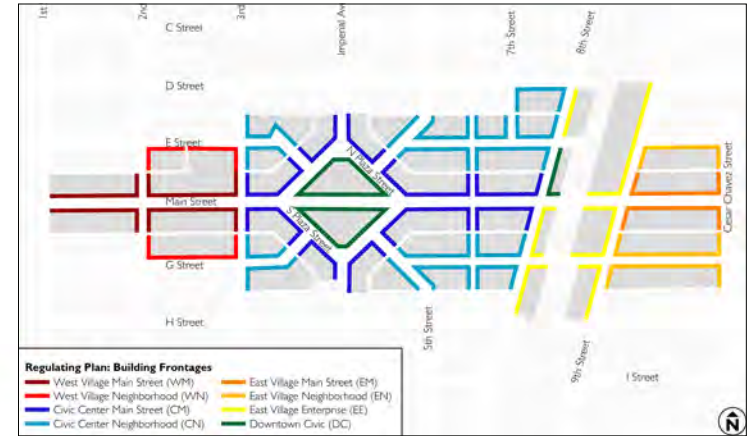 1st
2nd
3rd
Imperial Av
7th Street
8th Street
C Street
D Street
E Street
N Plaza Street
Main Street
S Plaza Street
Cesar Chavez Street
G Street
H Street
5th Street
9th Street
I Street
Regulating Plan: Building Frontages
West Village Main Street (WM)
West Village Neighborhood (WN)
Civic Center Main Street (CM)
Civic Center Neighborhood (CN)
East Village Main Street (EM)
East Village Neighborhood (EN)
East Village Enterprise (EE)
Downtown Civic (DC)
N